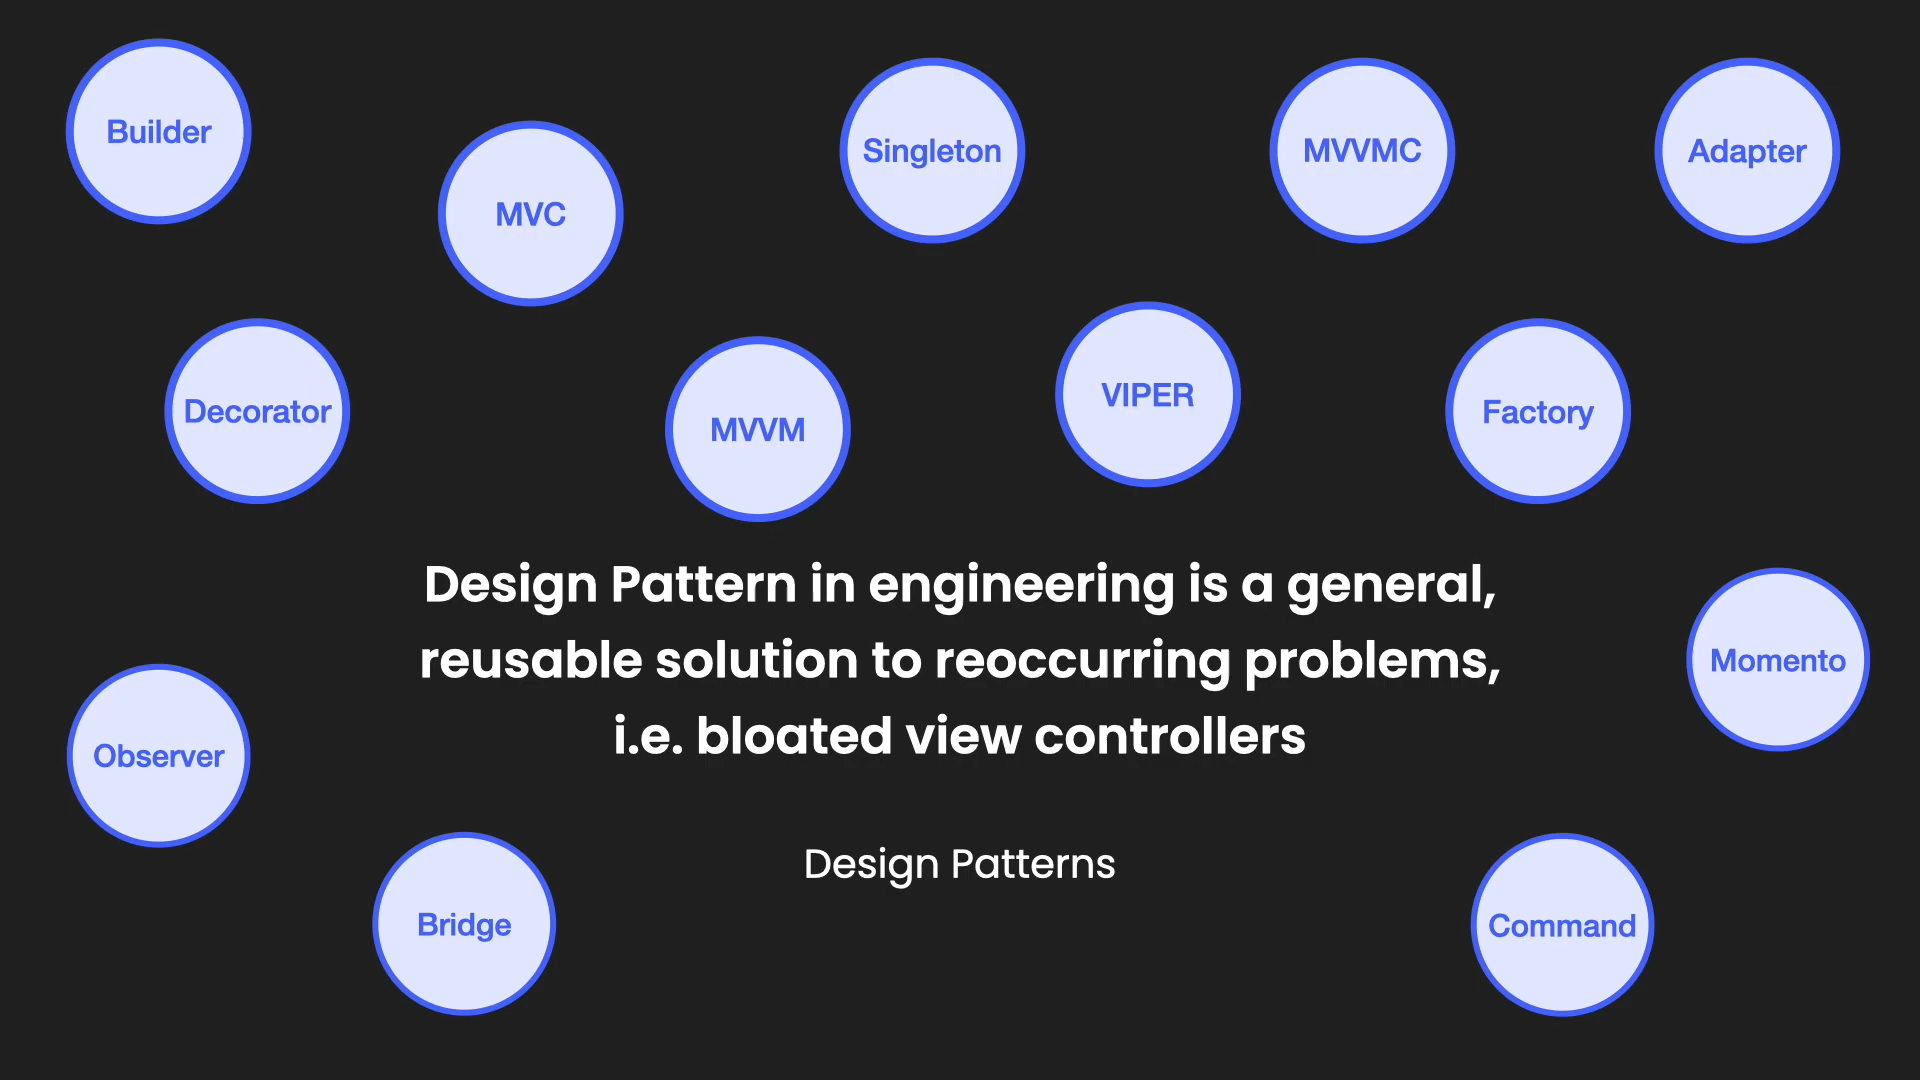 Builder
MVC
Singleton
MVVMC
Adapter
Decorator
MVVM
VIPER
Factory
Design Pattern in engineering is a general,
reusable solution to reoccurring problems,
i.e. bloated view controllers
Momento
Observer
Design Patterns
Bridge
Command